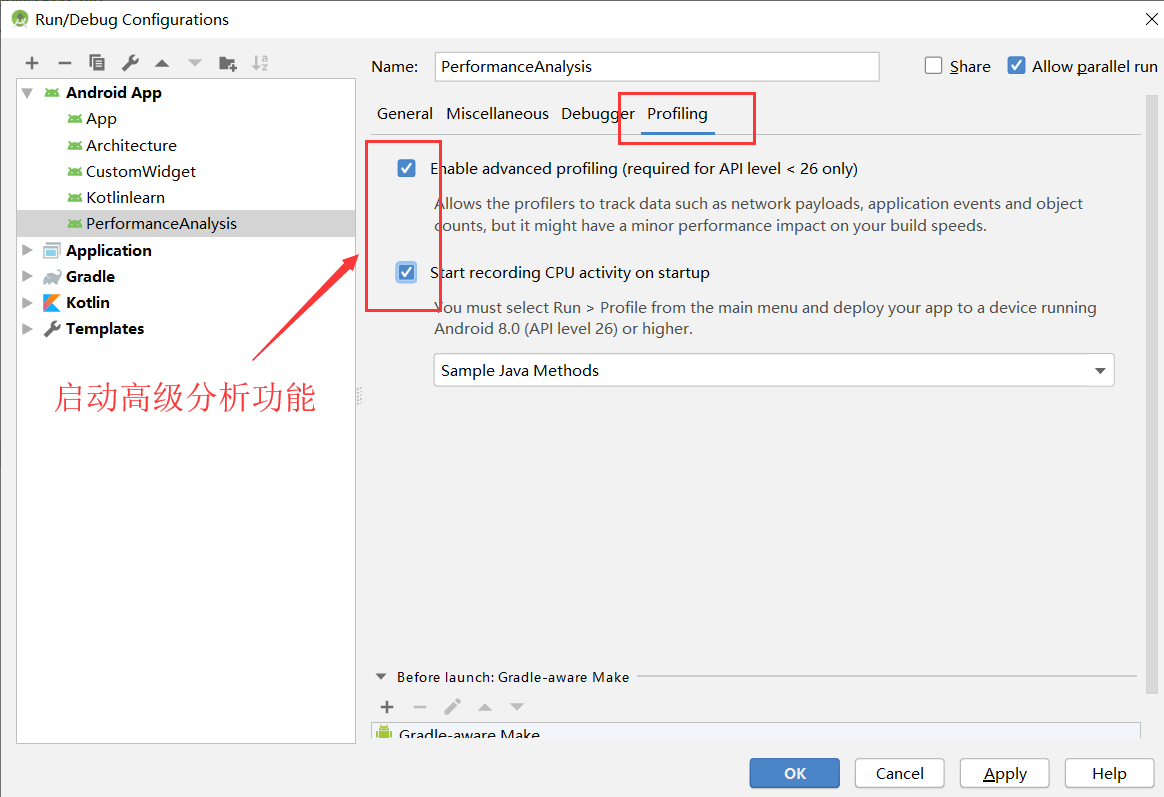 Run/Debug Configurations
Name:
PerformanceAnalysis
Share
Allow parallel run
Android App
App
Architecture
CustomWidget
Kotlinlearn
PerformanceAnalysis
Application
Gradle
Kotlin
Templates
启动高级分析功能
General
Miscellaneous
Debugger
Profiling
Enable advanced profiling (required for API level < 26 only)
Allows the profilers to track data such as network payloads, application events and object
counts, but it might have a minor performance impact on your build speeds.
Start recording CPU activity on startup
You must select Run > Profile from the main menu and deploy your app to a device running
Android 8.0 (API level 26) or higher.
Sample Java Methods
Before launch: Gradle-aware Make
Gradle-aware Make
OK
Cancel
Apply
Help